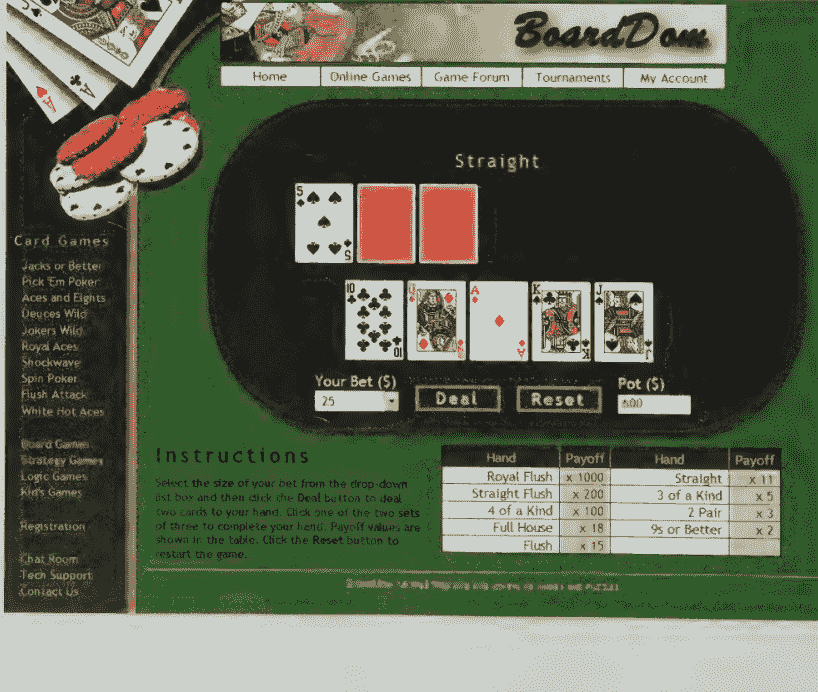 BoardDom
Home Online Games Game Forum Tournaments My Account
Straight
5
5
10 Q A K J
10 A K J
Card Games
Jacks or Better
Pick 'Em Poker
Aces and Eights
Deuces Wild
Jokers Wild
Royal Aces
Shockwave
Spin Poker
Flush Attack
White Hot Aces
Board Games
Strategy Games
Logic Games
Kid's Games
Registration
Chat Room
Tech Support
Contact Us
Your Bet ($) Pot ($)
25 Deal Reset 500
Instructions
Select the size of your bet from the drop-down
list box and then click the Deal button to deal
two cards to your hand. Click one of the two sets
of three to complete your hand. Payoff values are
shown in the table. Click the Reset button to
restart the game.
Hand Payoff Hand Payoff
Royal Flush x 1000 Straight x 11
Straight Flush x 200 3 of a Kind x 5
4 of a Kind x 100 2 Pair x 3
Full House x 18 9s or Better x 2
Flush x 15